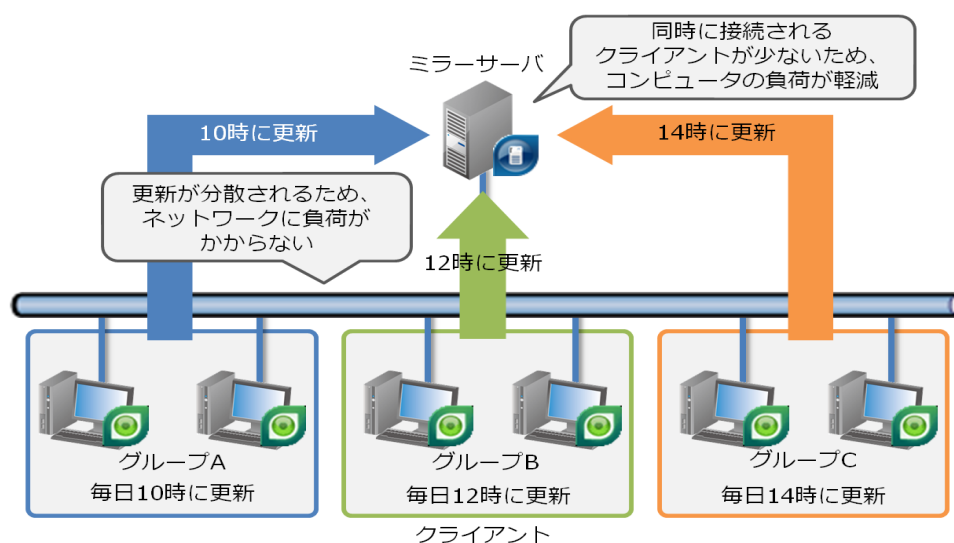 同時に接続される
クライアントが少ないため、
コンピュータの負荷が軽減
ミラーサーバ
10時に更新
14時に更新
更新が分散されるため、
ネットワークに負荷が
かからない
12時に更新
グループA
毎日10時に更新
グループB
毎日12時に更新
グループC
毎日14時に更新
クライアント